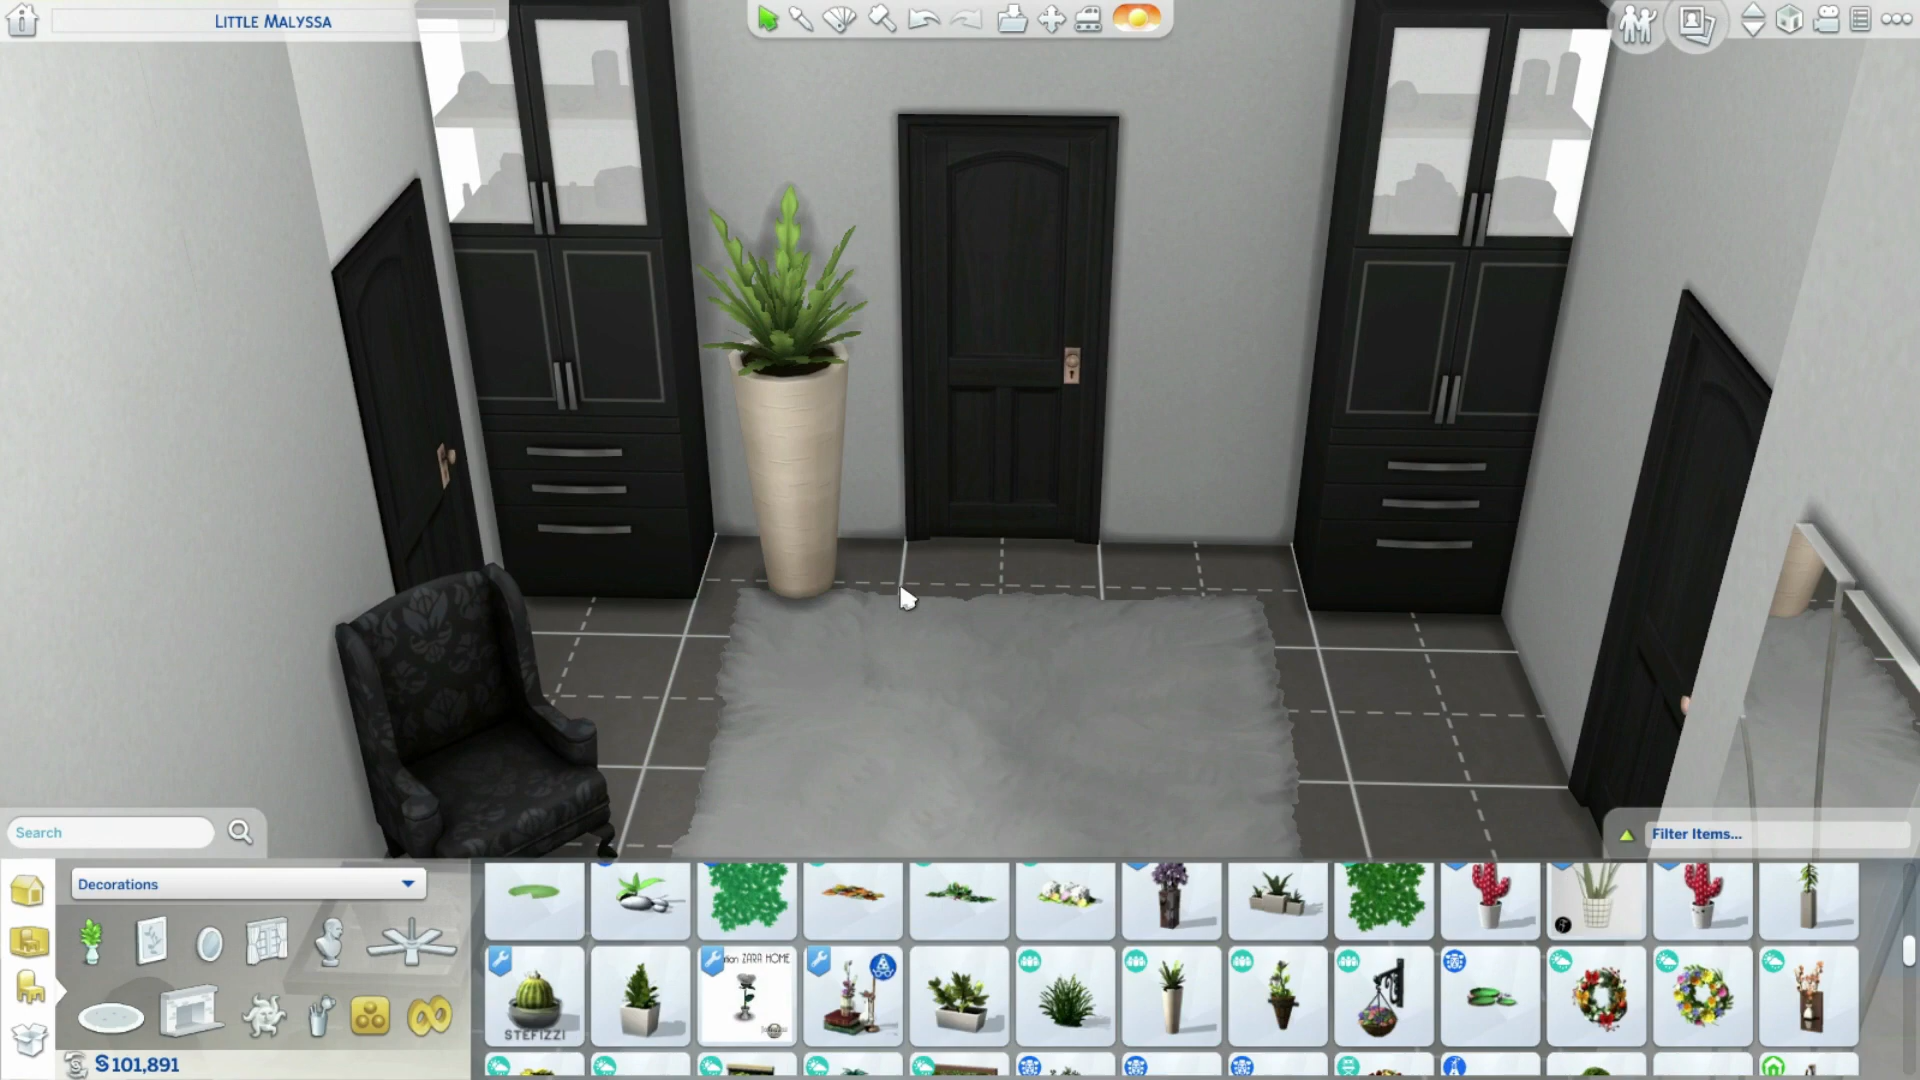 Little Malyssa
Search
Filter Items...
Decorations
ZARA HOME
STEFIZZI
§101,891